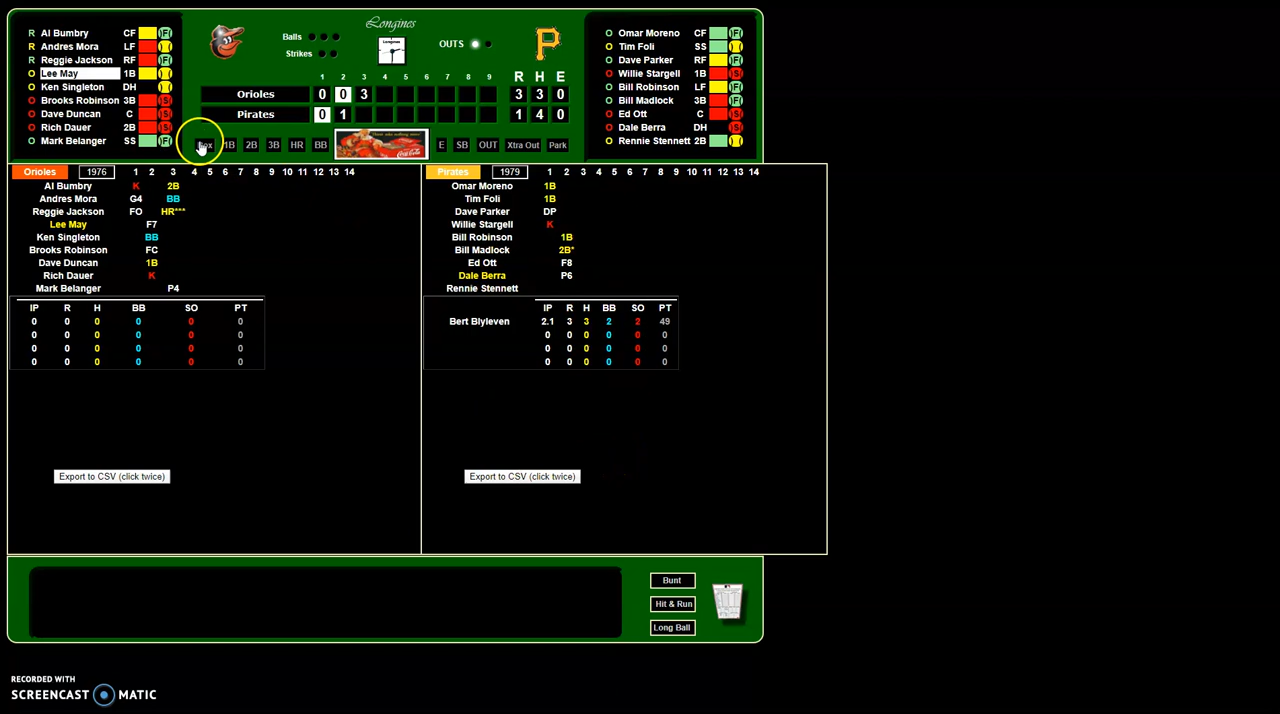 R Al Bumbry CF F
Y Andres Mora LF
R Reggie Jackson RF F
O Lee May 1B
O Ken Singleton DH
O Brooks Robinson 3B S
O Dave Duncan C S
O Rich Dauer 2B S
O Mark Belanger SS F
Longines
Balls
Strikes
OUTS
P
1 2 3 4 5 6 7 8 9 R H E
Orioles 0 0 3 3 3 0
Pirates 0 1 1 4 0
Box 1B 2B 3B HR BB Coca-Cola E SB OUT Xtra Out Park
O Omar Moreno CF F
O Tim Foli SS
O Dave Parker RF F
O Willie Stargell 1B S
O Bill Robinson LF F
O Bill Madlock 3B F
O Ed Ott C S
O Dale Berra DH S
O Rennie Stennett 2B
Orioles 1976 1 2 3 4 5 6 7 8 9 10 11 12 13 14
Al Bumbry K 2B
Andres Mora G4 BB
Reggie Jackson FO HR***
Lee May F7
Ken Singleton BB
Brooks Robinson FC
Dave Duncan 1B
Rich Dauer K
Mark Belanger P4
IP R H BB SO PT
0 0 0 0 0 0
0 0 0 0 0 0
0 0 0 0 0 0
0 0 0 0 0 0
Export to CSV (click twice)
Pirates 1979 1 2 3 4 5 6 7 8 9 10 11 12 13 14
Omar Moreno 1B
Tim Foli 1B
Dave Parker DP
Willie Stargell K
Bill Robinson 1B
Bill Madlock 2B*
Ed Ott F8
Dale Berra P6
Rennie Stennett
IP R H BB SO PT
Bert Blyleven 2.1 3 3 2 2 49
0 0 0 0 0 0
0 0 0 0 0 0
0 0 0 0 0 0
Export to CSV (click twice)
Bunt
Hit & Run
Long Ball
RECORDED WITH
SCREENCAST MATIC